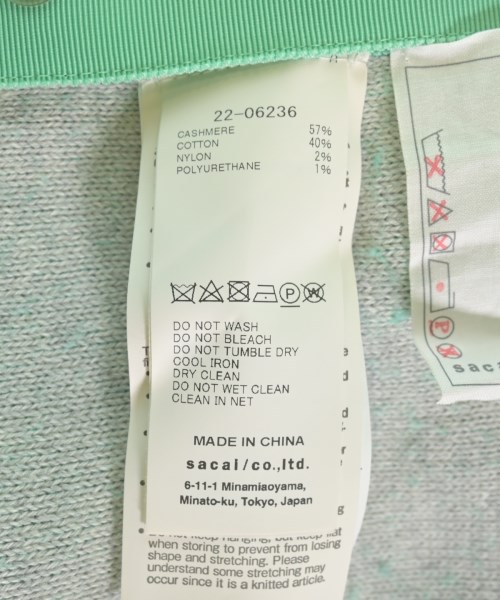 22-06236
CASHMERE 57%
COTTON 40%
NYLON 2%
POLYURETHANE 1%
P
DO NOT WASH
DO NOT BLEACH
DO NOT TUMBLE DRY
COOL IRON
DRY CLEAN
DO NOT WET CLEAN
CLEAN IN NET
MADE IN CHINA
sacai/co.,ltd.
6-11-1 Minamiaoyama,
Minato-ku, Tokyo, Japan
when storing to prevent from losing
shape and stretching. Please
understand some stretching may
occur since it is a knitted article.
P
sacai